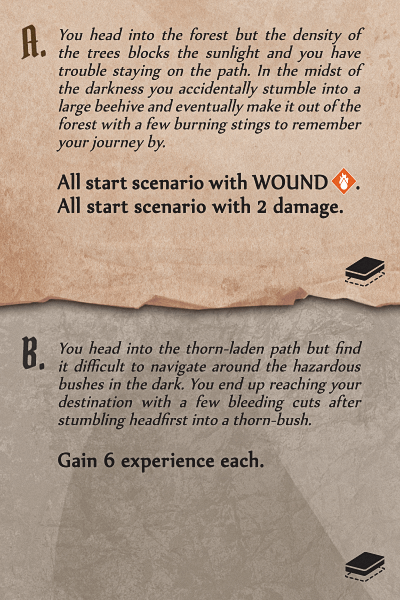 A. You head into the forest but the density of
the trees blocks the sunlight and you have
trouble staying on the path. In the midst of
the darkness you accidentally stumble into a
large beehive and eventually make it out of the
forest with a few burning stings to remember
your journey by.
All start scenario with WOUND .
All start scenario with 2 damage.
B. You head into the thorn-laden path but find
it difficult to navigate around the hazardous
bushes in the dark. You end up reaching your
destination with a few bleeding cuts after
stumbling headfirst into a thorn-bush.
Gain 6 experience each.